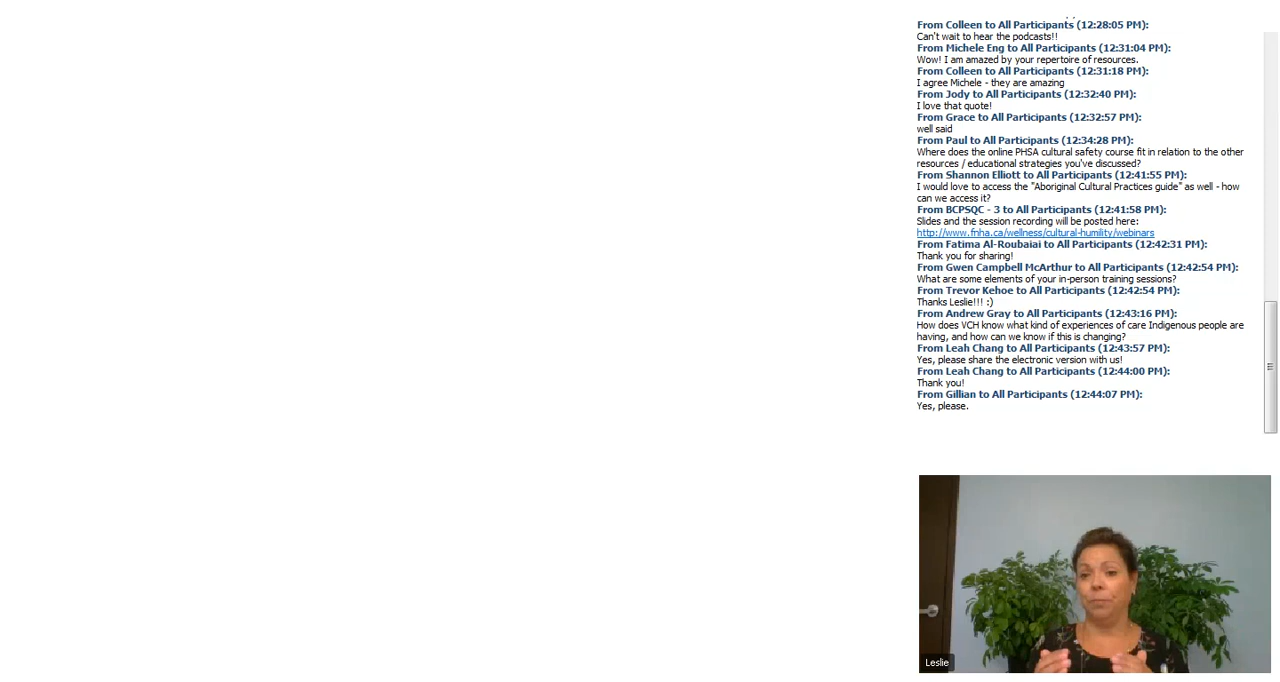 From Colleen to All Participants (12:28:05 PM):
Can't wait to hear the podcasts!!
From Michele Eng to All Participants (12:31:04 PM):
Wow! I am amazed by your repertoire of resources.
From Colleen to All Participants (12:31:18 PM):
I agree Michele - they are amazing
From Jody to All Participants (12:32:40 PM):
I love that quote!
From Grace to All Participants (12:32:57 PM):
well said
From Paul to All Participants (12:34:28 PM):
Where does the online PHSA cultural safety course fit in relation to the other
resources / educational strategies you've discussed?
From Shannon Elliott to All Participants (12:41:55 PM):
I would love to access the "Aboriginal Cultural Practices guide" as well - how
can we access it?
From BCPSQC - 3 to All Participants (12:41:58 PM):
Slides and the session recording will be posted here:
http://www.fnha.ca/wellness/cultural-humility/webinars
From Fatima Al-Roubaiai to All Participants (12:42:31 PM):
Thank you for sharing!
From Gwen Campbell McArthur to All Participants (12:42:54 PM):
What are some elements of your in-person training sessions?
From Trevor Kehoe to All Participants (12:42:54 PM):
Thanks Leslie!!! :)
From Andrew Gray to All Participants (12:43:16 PM):
How does VCH know what kind of experiences of care Indigenous people are
having, and how can we know if this is changing?
From Leah Chang to All Participants (12:43:57 PM):
Yes, please share the electronic version with us!
From Leah Chang to All Participants (12:44:00 PM):
Thank you!
From Gillian to All Participants (12:44:07 PM):
Yes, please.
Leslie